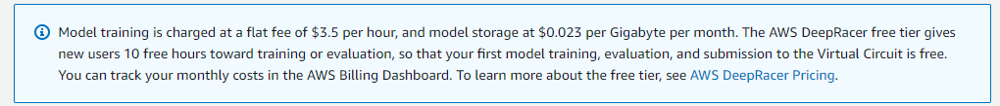 Model training is charged at a flat fee of $3.5 per hour, and model storage at $0.023 per Gigabyte per month. The AWS DeepRacer free tier gives
new users 10 free hours toward training or evaluation, so that your first model training, evaluation, and submission to the Virtual Circuit is free.
You can track your monthly costs in the AWS Billing Dashboard. To learn more about the free tier, see AWS DeepRacer Pricing.